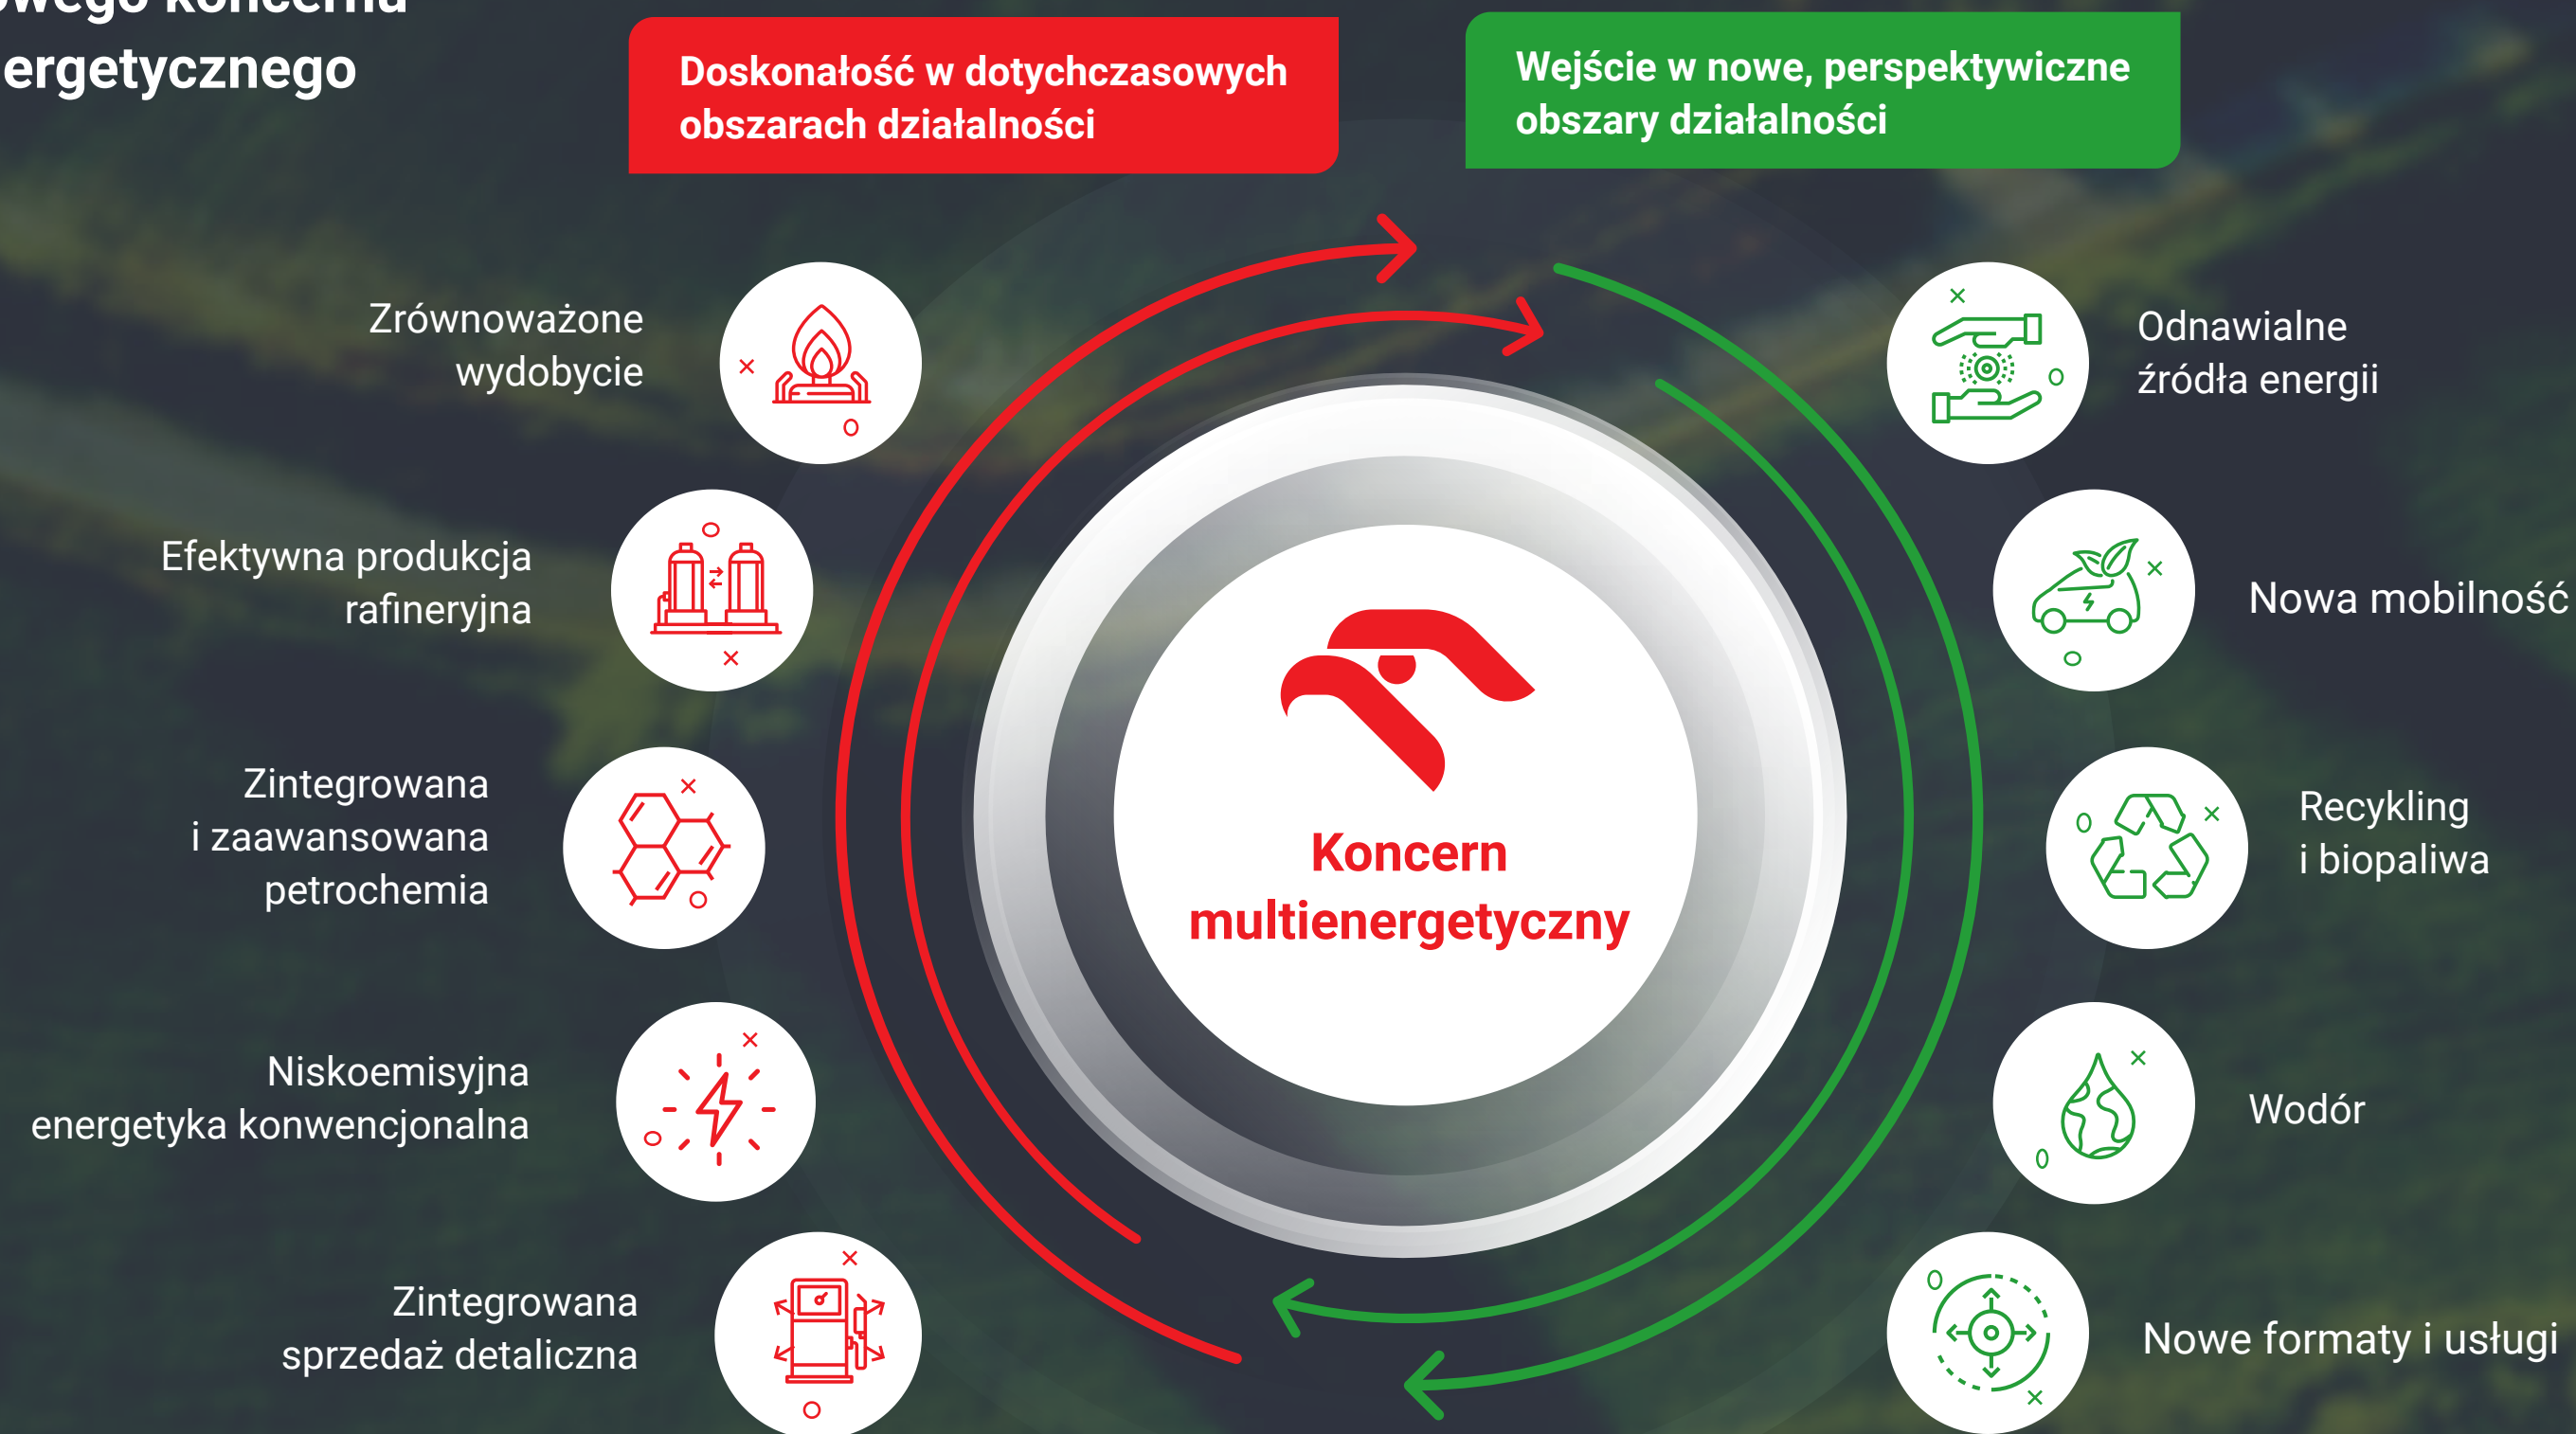 koncernu
Doskonałość w dotychczasowych
obszarach działalności
Wejście w nowe, perspektywiczne
obszary działalności
Zrównoważone
wydobycie
Efektywna produkcja
rafineryjna
Zintegrowana
i zaawansowana
petrochemia
Niskoemisyjna
energetyka konwencjonalna
Zintegrowana
sprzedaż detaliczna
Koncern
multienergetyczny
Odnawialne
źródła energii
Nowa mobilność
Recykling
i biopaliwa
Wodór
Nowe formaty i usługi